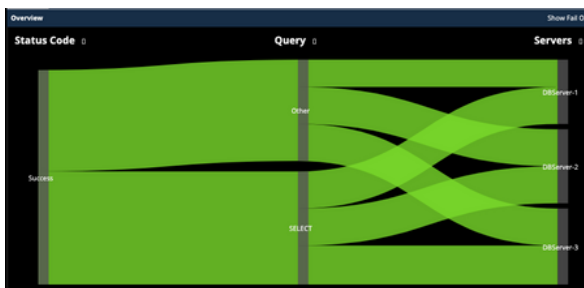 Overview
Show Fail O
Status Code
Query
Servers
DBServer-1
Other
DBServer-2
Success
SELECT
DBServer-3